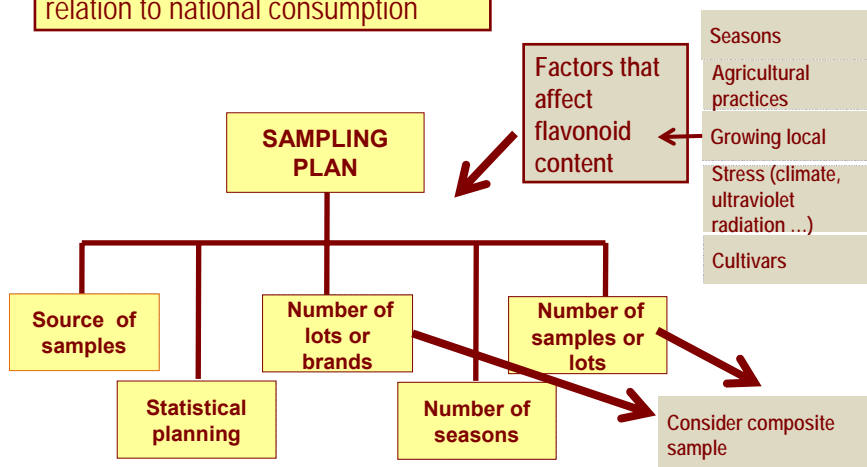 relation to national consumption
Factors that
affect
flavonoid
content
Seasons
Agricultural
practices
Growing local
Stress (climate,
ultraviolet
radiation ...)
Cultivars
SAMPLING
PLAN
Source of
samples
Statistical
planning
Number of
lots or
brands
Number of
seasons
Number of
samples or
lots
Consider composite
sample